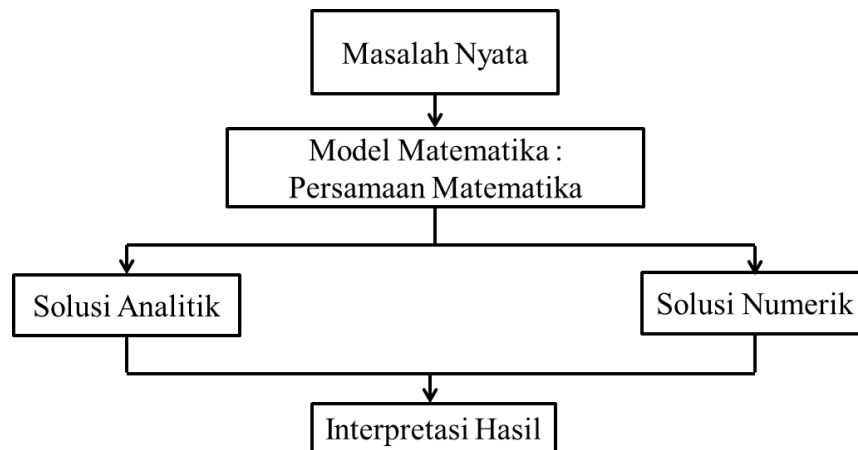 Masalah Nyata
Model Matematika :
Persamaan Matematika
Solusi Analitik
Solusi Numerik
Interpretasi Hasil